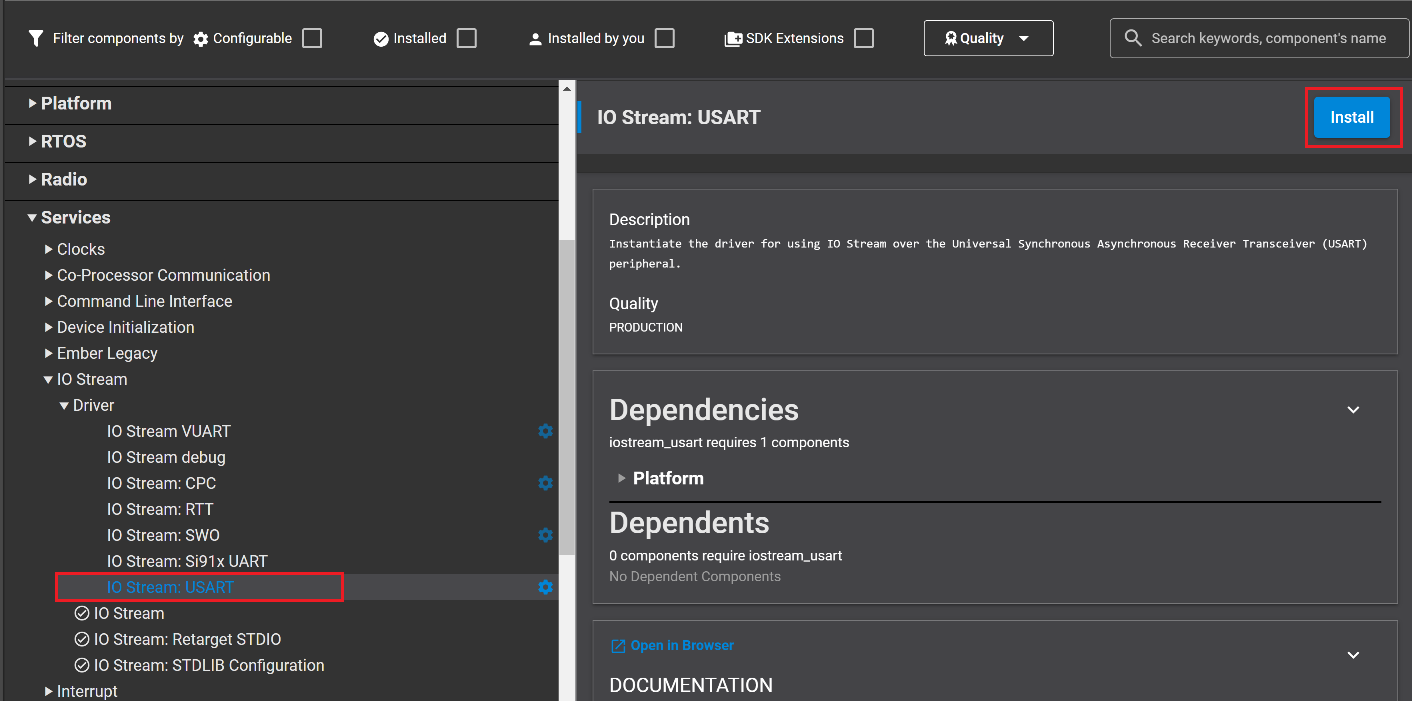 Filter components by Configurable Installed Installed by you SDK Extensions Quality Search keywords, component's name
Platform
RTOS
Radio
Services
Clocks
Co-Processor Communication
Command Line Interface
Device Initialization
Ember Legacy
IO Stream
Driver
IO Stream VUART
IO Stream debug
IO Stream: CPC
IO Stream: RTT
IO Stream: SWO
IO Stream: Si91x UART
IO Stream: USART
IO Stream
IO Stream: Retarget STDIO
IO Stream: STDLIB Configuration
Interrupt
IO Stream: USART
Install
Description
Instantiate the driver for using IO Stream over the Universal Synchronous Asynchronous Receiver Transceiver (USART)
peripheral.
Quality
PRODUCTION
Dependencies
iostream_usart requires 1 components
Platform
Dependents
0 components require iostream_usart
No Dependent Components
Open in Browser
DOCUMENTATION